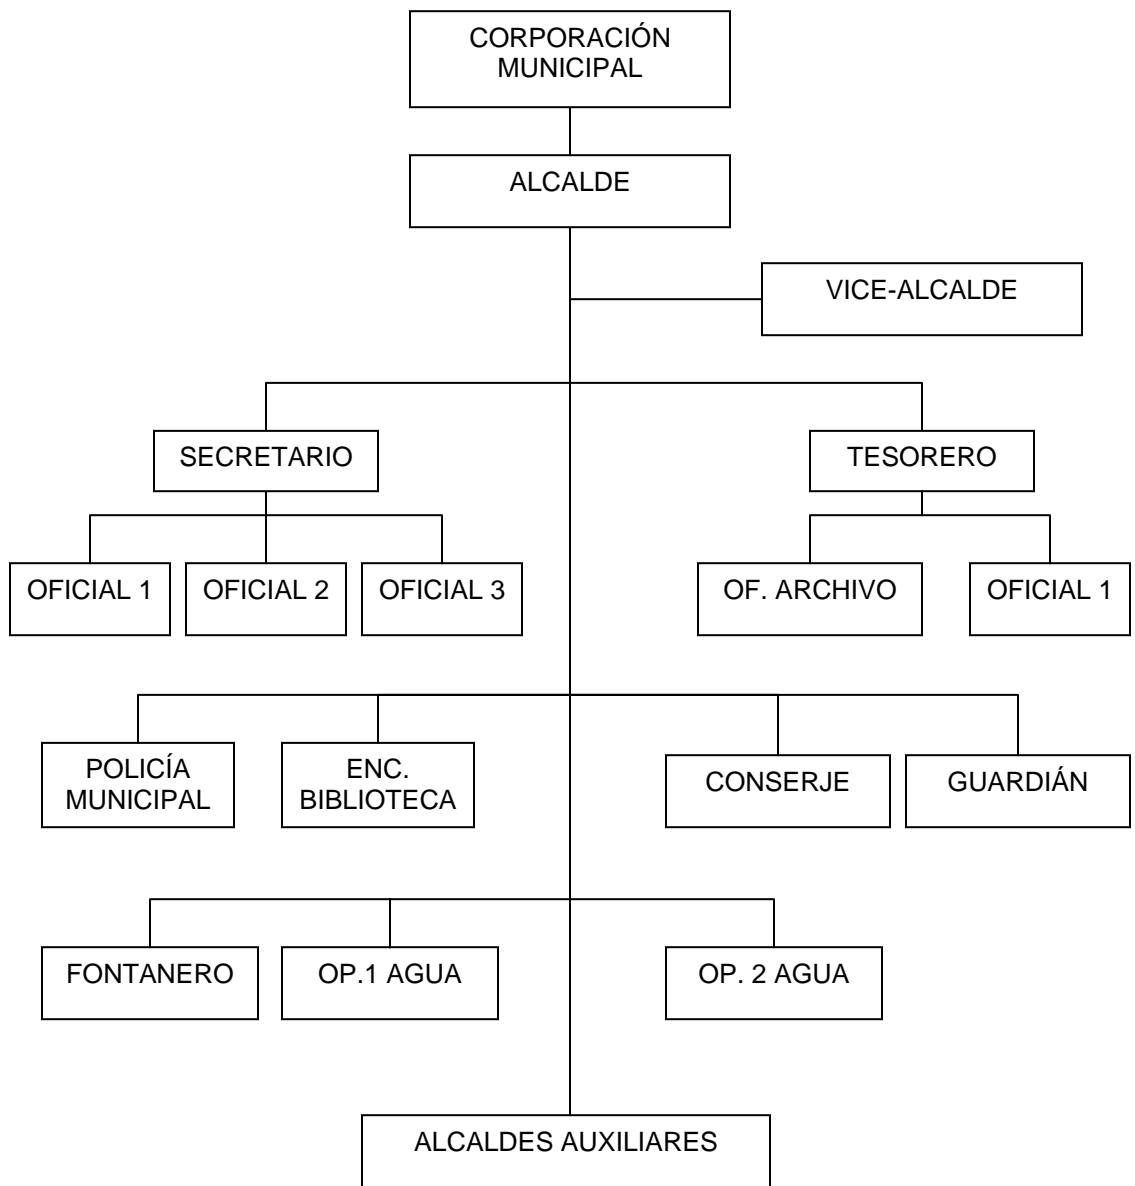 CORPORACIÓN
MUNICIPAL
ALCALDE
VICE-ALCALDE
SECRETARIO
TESORERO
OFICIAL 1
OFICIAL 2
OFICIAL 3
OF. ARCHIVO
OFICIAL 1
POLICÍA
MUNICIPAL
ENC.
BIBLIOTECA
CONSERJE
GUARDIÁN
FONTANERO
OP.1 AGUA
OP. 2 AGUA
ALCALDES AUXILIARES